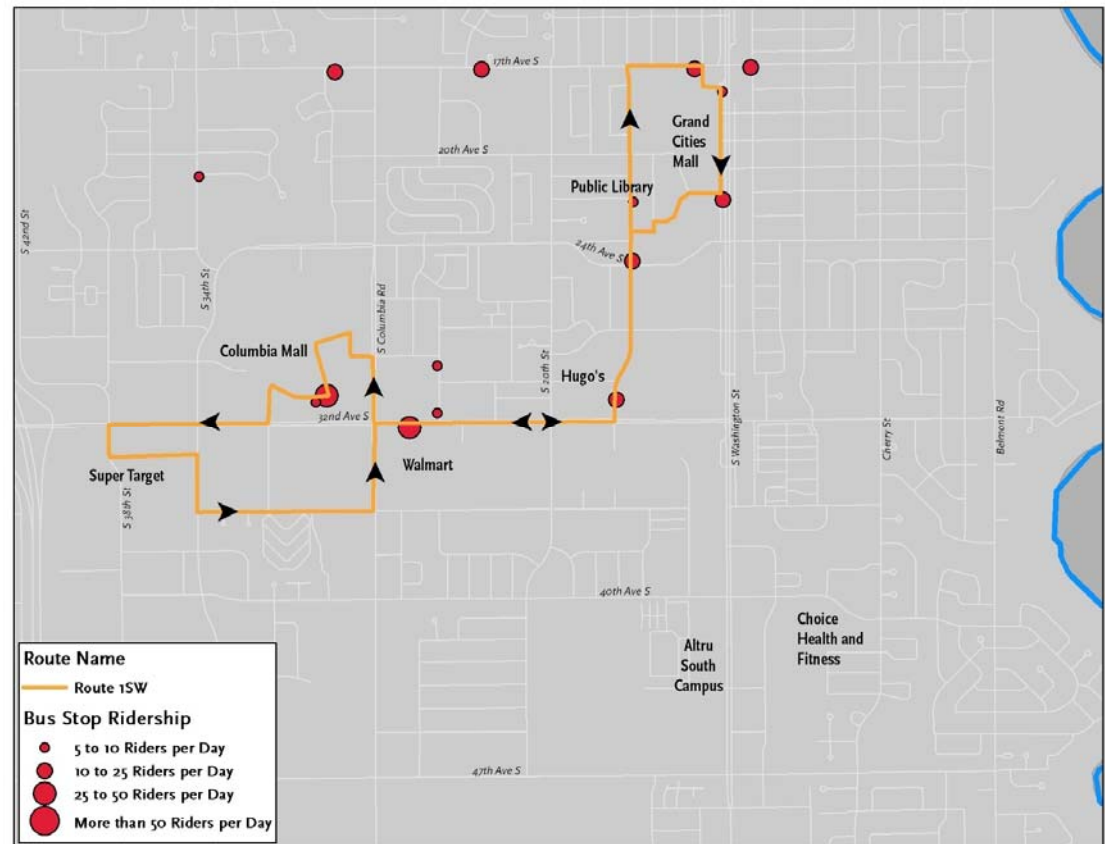 17th Ave S
Grand
Cities
Mall
20th Ave S
Public Library
S 42nd St
24th Ave S
S 34th St
S Columbia Rd
Columbia Mall
S 20th St
Hugo's
32nd Ave S
S Washington St
Cherry St
Belmont Rd
Walmart
Super Target
S 38th St
40th Ave S
Choice
Health and
Fitness
Altru
South
Campus
47th Ave S
Route Name
Route 1SW
Bus Stop Ridership
5 to 10 Riders per Day
10 to 25 Riders per Day
25 to 50 Riders per Day
More than 50 Riders per Day